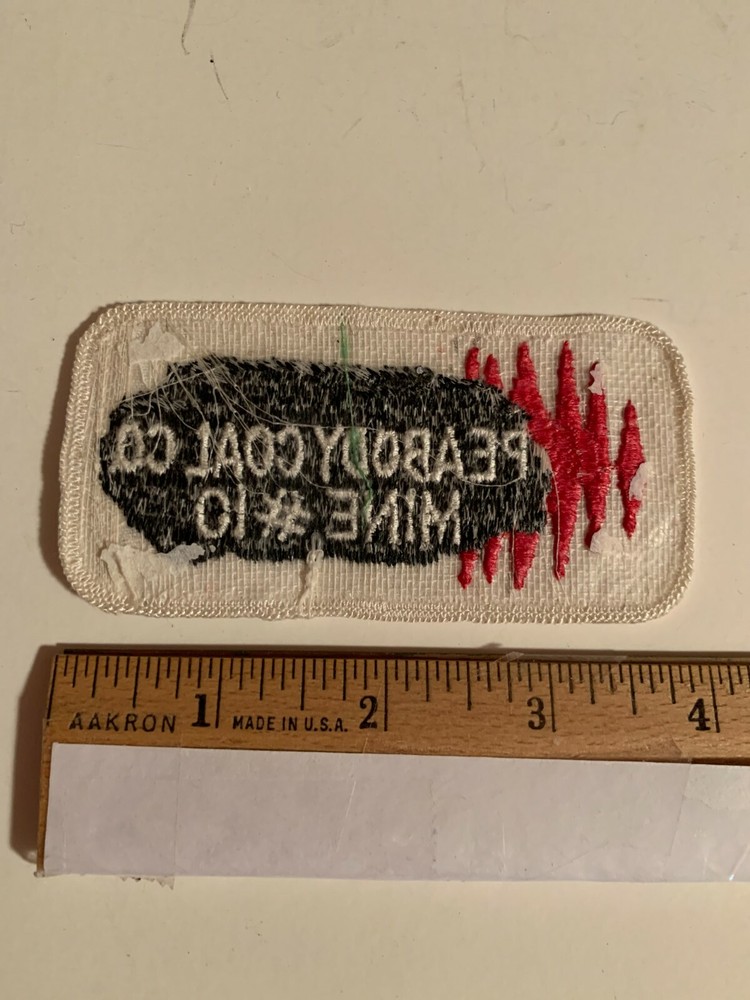 PEABODY COAL CO
MINE #10
1 2 3 4
AAKRON MADE IN U.S.A.